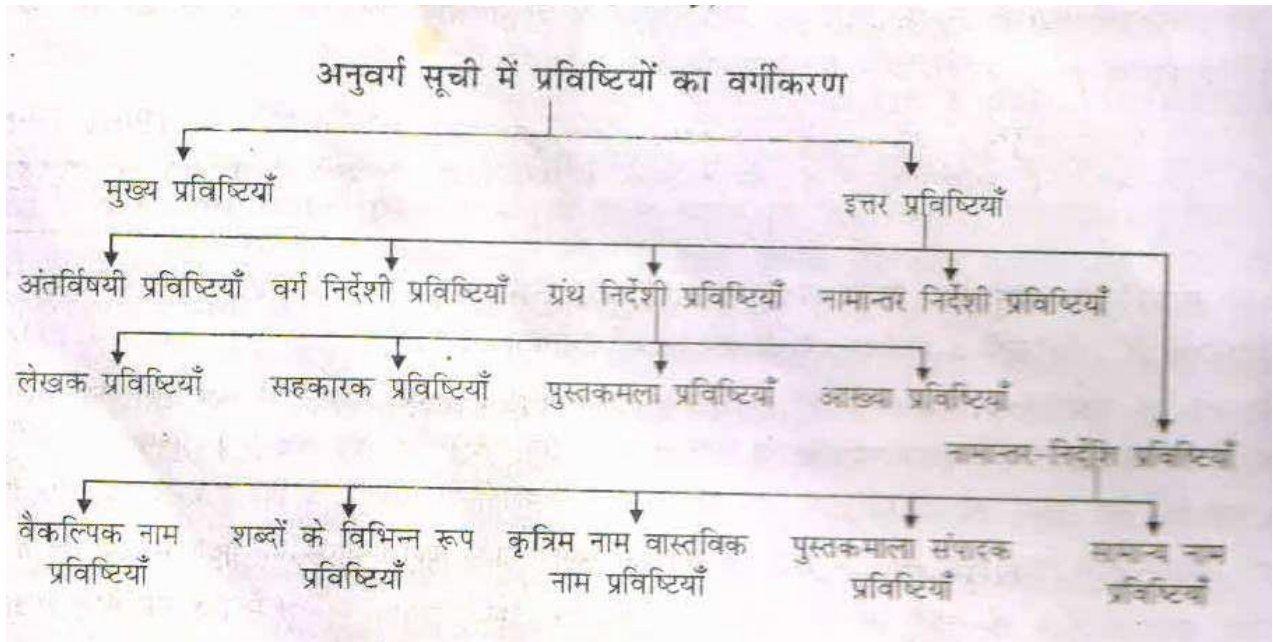 अनुवर्ग सूची में प्रविष्टियों का वर्गीकरण
मुख्य प्रविष्टियाँ
इत्तर प्रविष्टियाँ
अंतर्विषयी प्रविष्टियाँ वर्ग निर्देशी प्रविष्टियाँ ग्रंथ निर्देशी प्रविष्टियाँ नामान्तर निर्देशी प्रविष्टियाँ
लेखक प्रविष्टियाँ सहकारक प्रविष्टियाँ पुस्तकमला प्रविष्टियाँ आख्या प्रविष्टियाँ
नामान्तर-निर्देशि प्रविष्टियाँ
वैकल्पिक नाम शब्दों के विभिन्न रूप कृत्रिम नाम वास्तविक पुस्तकमाला संपादक सामान्य नाम
प्रविष्टियाँ प्रविष्टियाँ नाम प्रविष्टियाँ प्रविष्टियाँ प्रविष्टियाँ